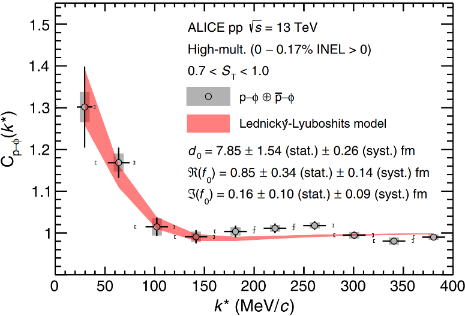 ALICE pp √s = 13 TeV
High-mult. (0 − 0.17% INEL > 0)
0.7 < S_T < 1.0
p–ϕ ⊕ p̅–ϕ
Lednický-Lyuboshits model
d_0 = 7.85 ± 1.54 (stat.) ± 0.26 (syst.) fm
ℜ(f_0) = 0.85 ± 0.34 (stat.) ± 0.14 (syst.) fm
ℑ(f_0) = 0.16 ± 0.10 (stat.) ± 0.09 (syst.) fm
C_p–ϕ(k*)
1.5
1.4
1.3
1.2
1.1
1
0.9
0 50 100 150 200 250 300 350 400
k* (MeV/c)